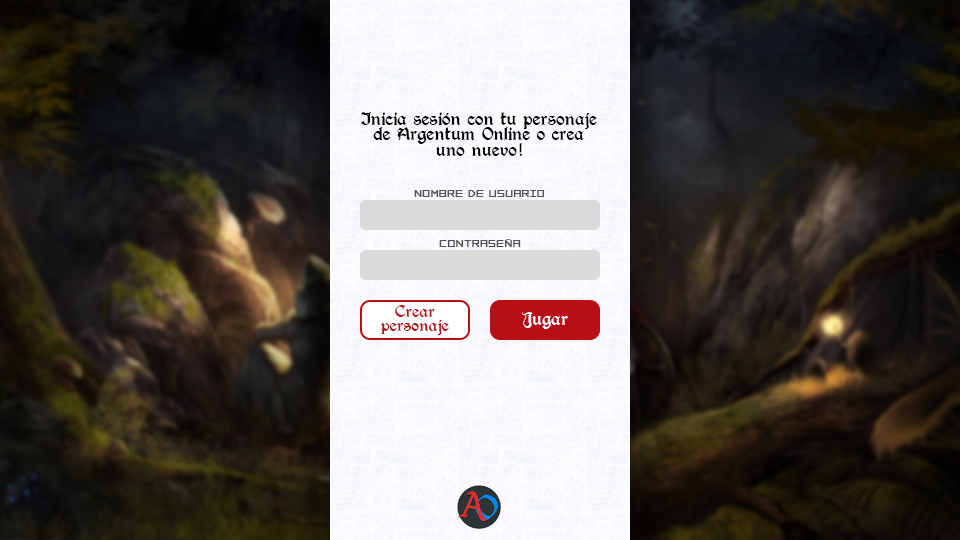 Inicia sesión con tu personaje
de Argentum Online o crea
uno nuevo!
NOMBRE DE USUARIO
CONTRASEÑA
Crear
personaje
Jugar
AO